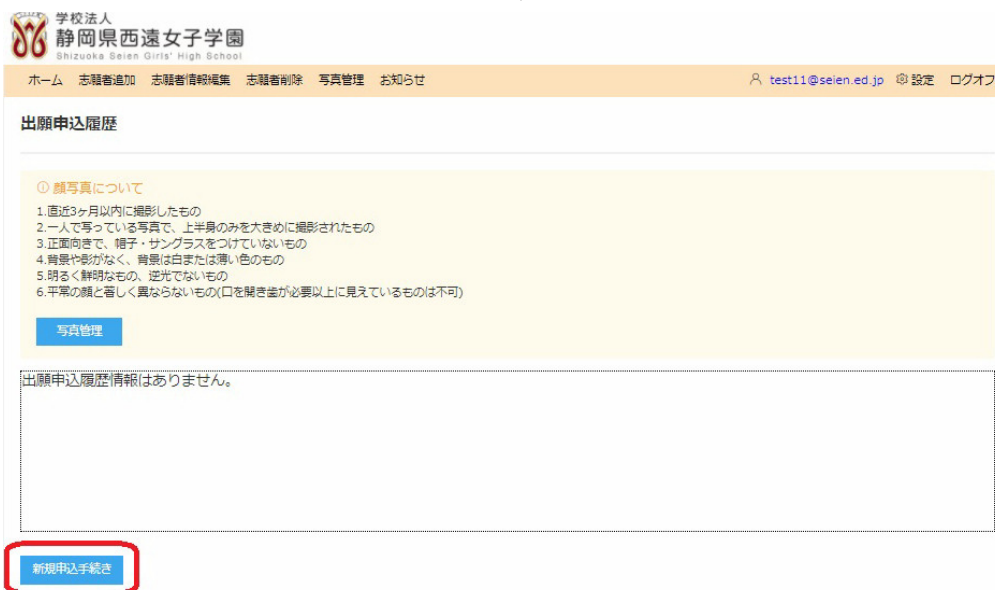 学校法人
静岡県西遠女子学園
Shizuoka Seien Girls' High School
ホーム 志願者追加 志願者情報編集 志願者削除 写真管理 お知らせ test11@seien.ed.jp 設定 ログオフ
出願申込履歴
顔写真について
1.直近3ヶ月以内に撮影したもの
2.一人で写っている写真で、上半身のみを大きめに撮影されたもの
3.正面向きで、帽子・サングラスをつけていないもの
4.背景や影がなく、背景は白または薄い色のもの
5.明るく鮮明なもの、逆光でないもの
6.平常の顔と著しく異ならないもの(口を開き歯が必要以上に見えているものは不可)
写真管理
出願申込履歴情報はありません。
新規申込手続き